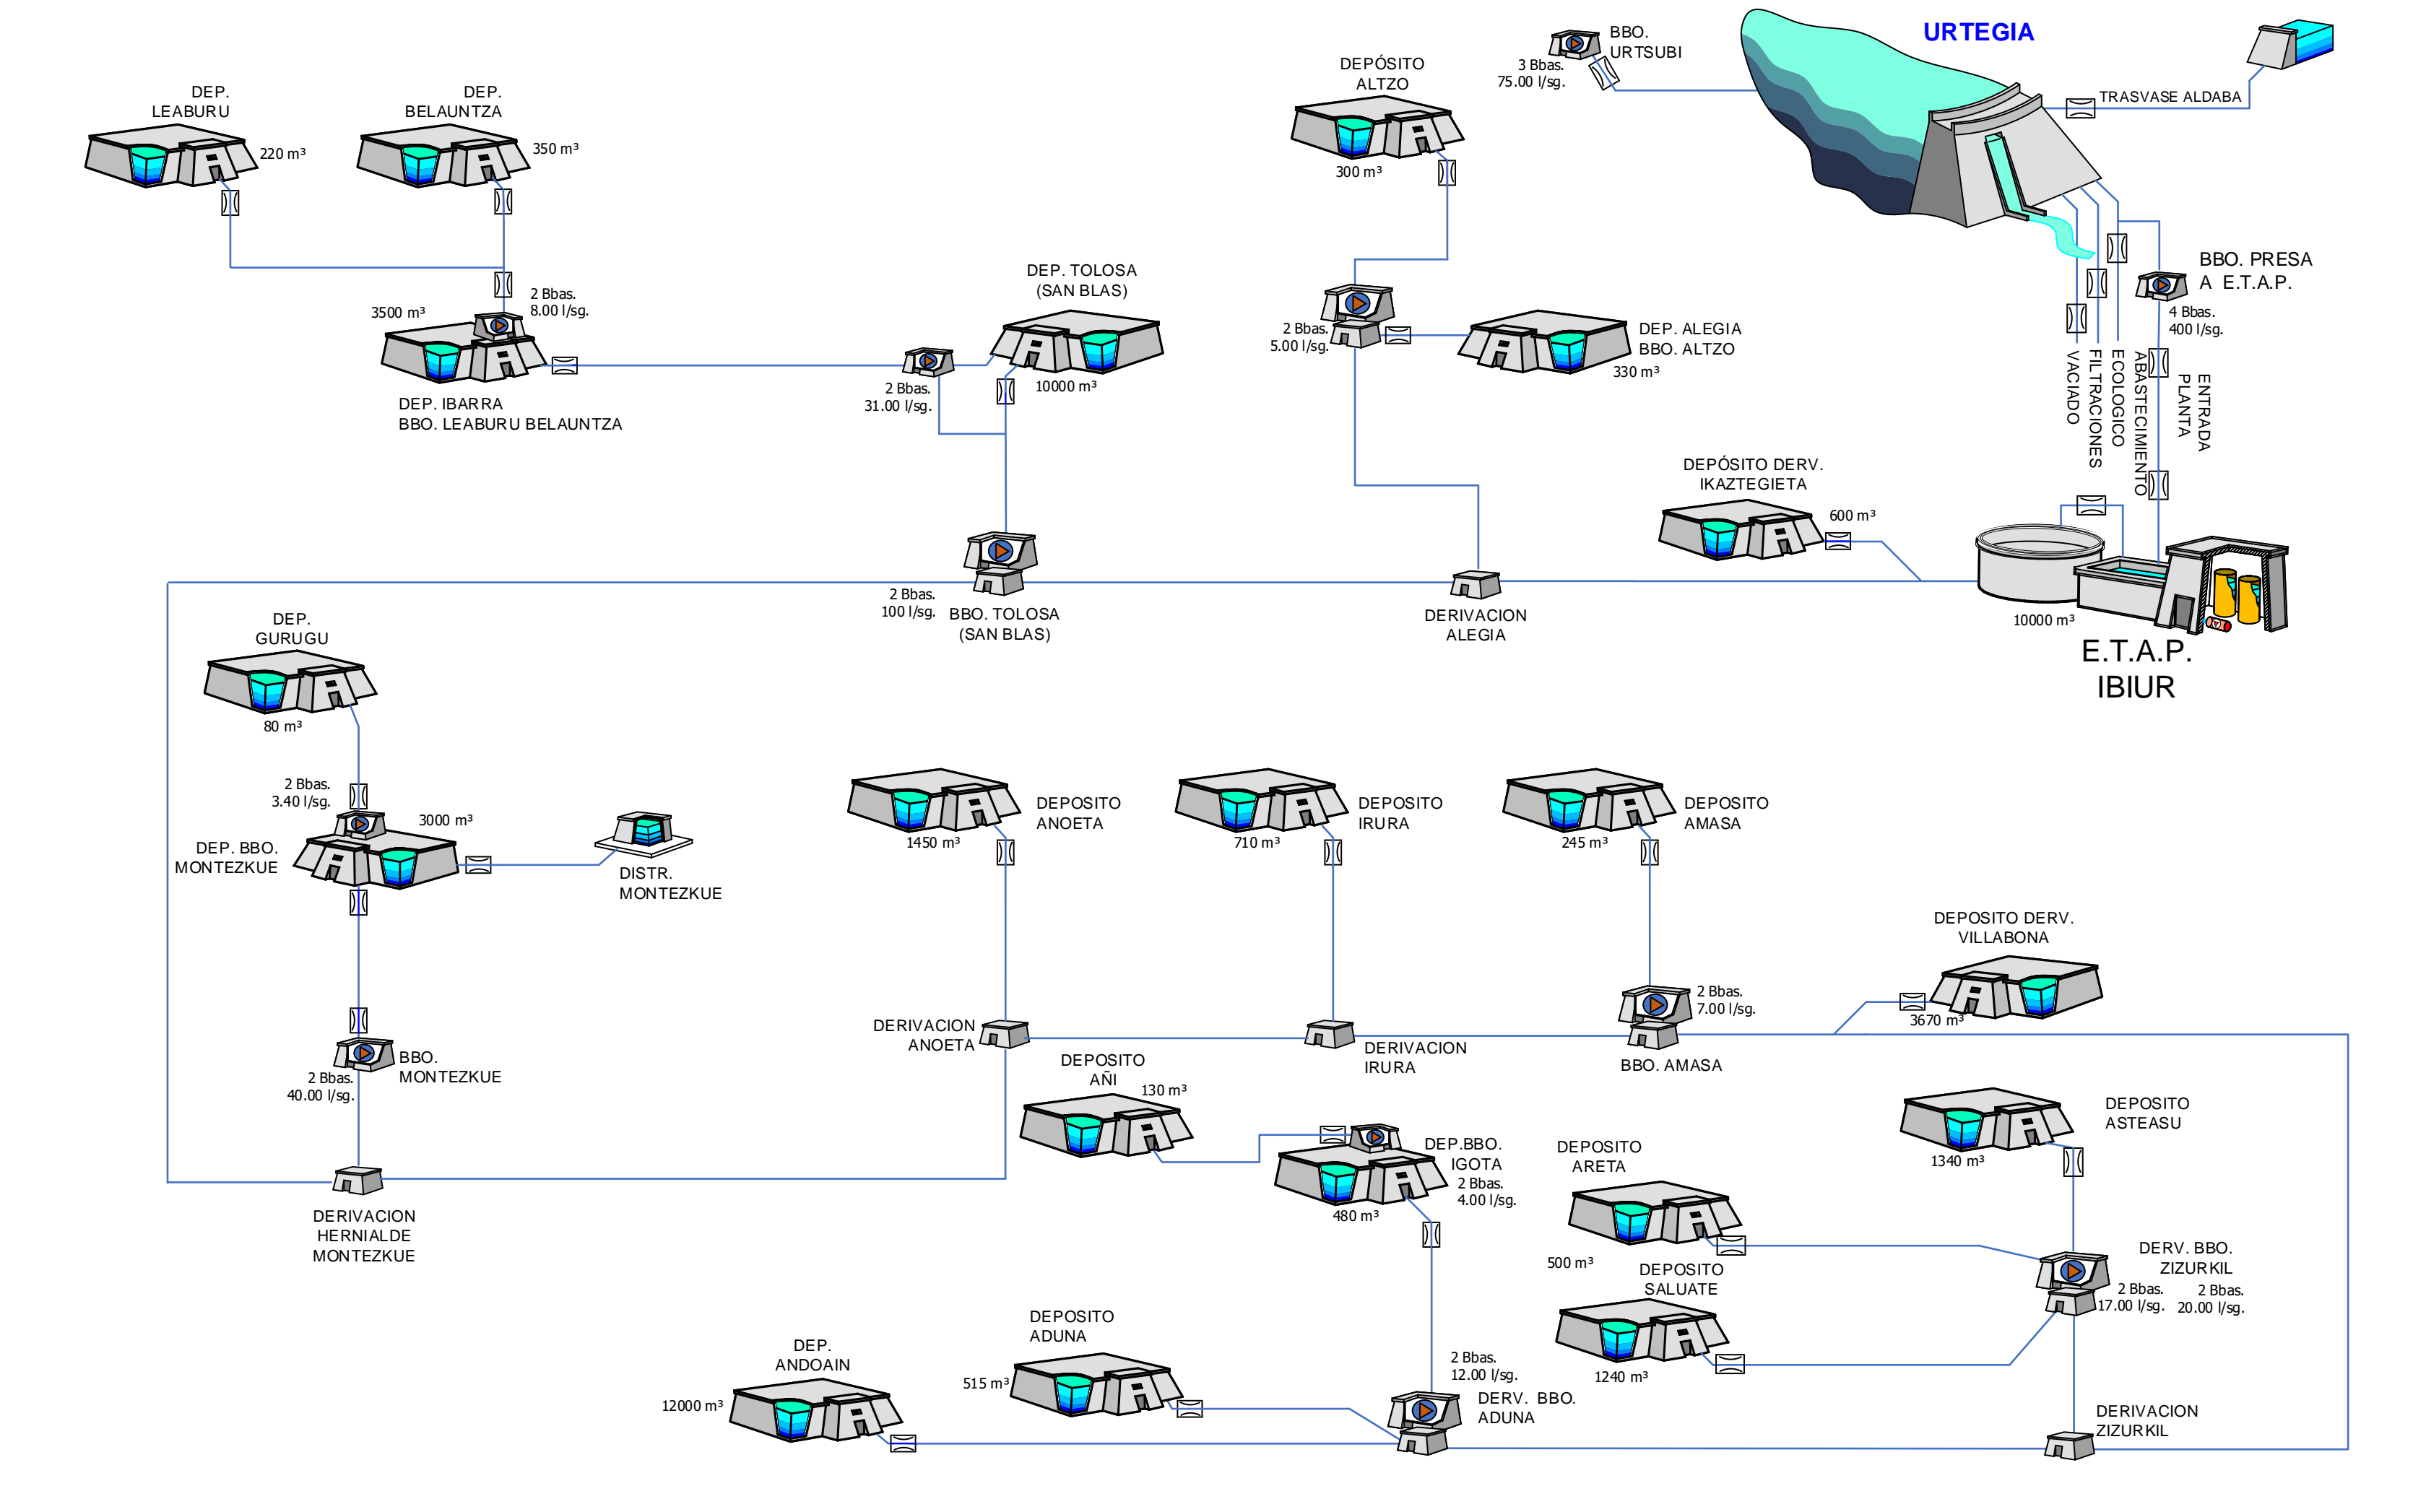 URTEGIA
BBO.
URTSUBI
3 Bbas.
75.00 l/sg.
TRASVASE ALDABA
DEPÓSITO
ALTZO
300 m³
DEP.
LEABURU
220 m³
DEP.
BELAUNTZA
350 m³
BBO. PRESA
A E.T.A.P.
4 Bbas.
400 l/sg.
VACIADO
FILTRACIONES
ECOLOGICO
ABASTECIMIENTO
ENTRADA
PLANTA
DEP. TOLOSA
(SAN BLAS)
10000 m³
2 Bbas.
8.00 l/sg.
3500 m³
DEP. IBARRA
BBO. LEABURU BELAUNTZA
2 Bbas.
31.00 l/sg.
2 Bbas.
5.00 l/sg.
DEP. ALEGIA
BBO. ALTZO
330 m³
DEPÓSITO DERV.
IKAZTEGIETA
600 m³
2 Bbas.
100 l/sg.
BBO. TOLOSA
(SAN BLAS)
DERIVACION
ALEGIA
10000 m³
E.T.A.P.
IBIUR
DEP.
GURUGU
80 m³
2 Bbas.
3.40 l/sg.
3000 m³
DEP. BBO.
MONTEZKUE
DISTR.
MONTEZKUE
DEPOSITO
ANOETA
1450 m³
DEPOSITO
IRURA
710 m³
DEPOSITO
AMASA
245 m³
DEPOSITO DERV.
VILLABONA
3670 m³
2 Bbas.
7.00 l/sg.
DERIVACION
ANOETA
DERIVACION
IRURA
BBO. AMASA
BBO.
MONTEZKUE
2 Bbas.
40.00 l/sg.
DEPOSITO
AÑI
130 m³
DEP.BBO.
IGOTA
2 Bbas.
4.00 l/sg.
480 m³
DEPOSITO
ASTEASU
1340 m³
DEPOSITO
ARETA
500 m³
DERIVACION
HERNIALDE
MONTEZKUE
DERV. BBO.
ZIZURKIL
2 Bbas.
17.00 l/sg.
2 Bbas.
20.00 l/sg.
DEPOSITO
SALUATE
1240 m³
DEPOSITO
ADUNA
515 m³
DEP.
ANDOAIN
12000 m³
2 Bbas.
12.00 l/sg.
DERV. BBO.
ADUNA
DERIVACION
ZIZURKIL